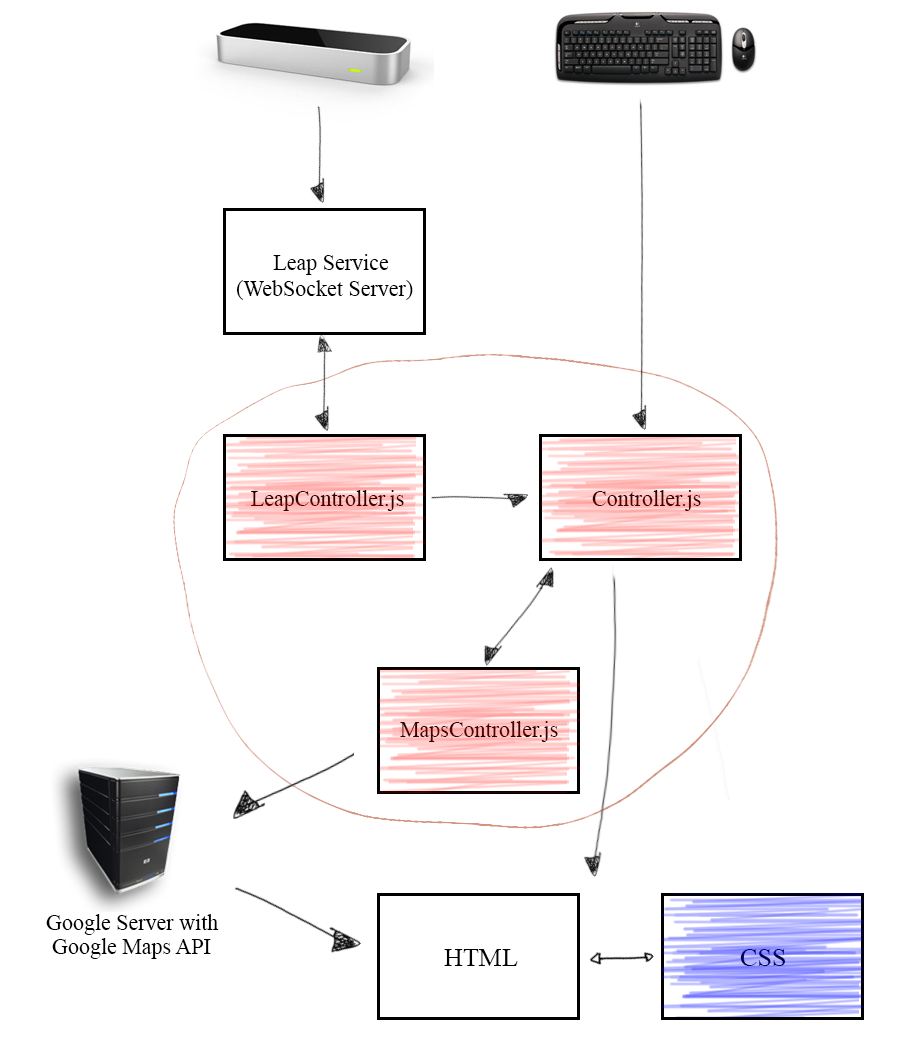 Leap Service
(WebSocket Server)
LeapController.js
Controller.js
MapsController.js
Google Server with
Google Maps API
HTML
CSS